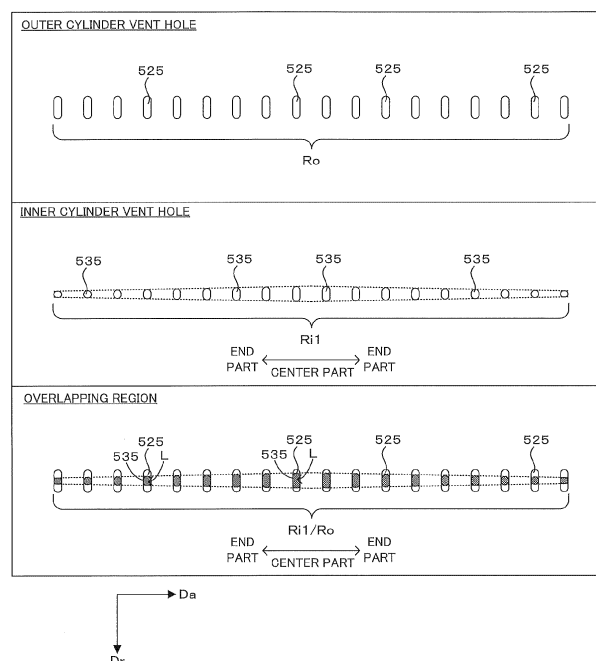 OUTER CYLINDER VENT HOLE
525 525 525 525
Ro
INNER CYLINDER VENT HOLE
535 535 535 535
Ri1
END PART CENTER PART END PART
OVERLAPPING REGION
535 525 L 535 525 L 525 525
Ri1/Ro
END PART CENTER PART END PART
Da
Dr